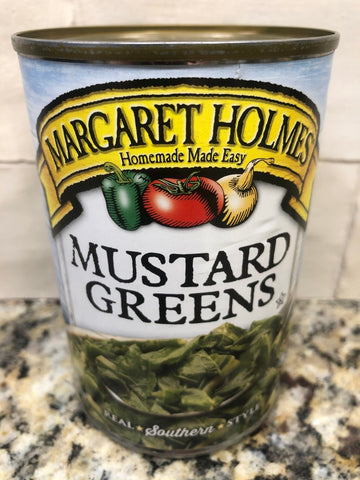 MARGARET HOLMES
Homemade Made Easy
MUSTARD
GREENS
REAL ★ Southern ★ STYLE